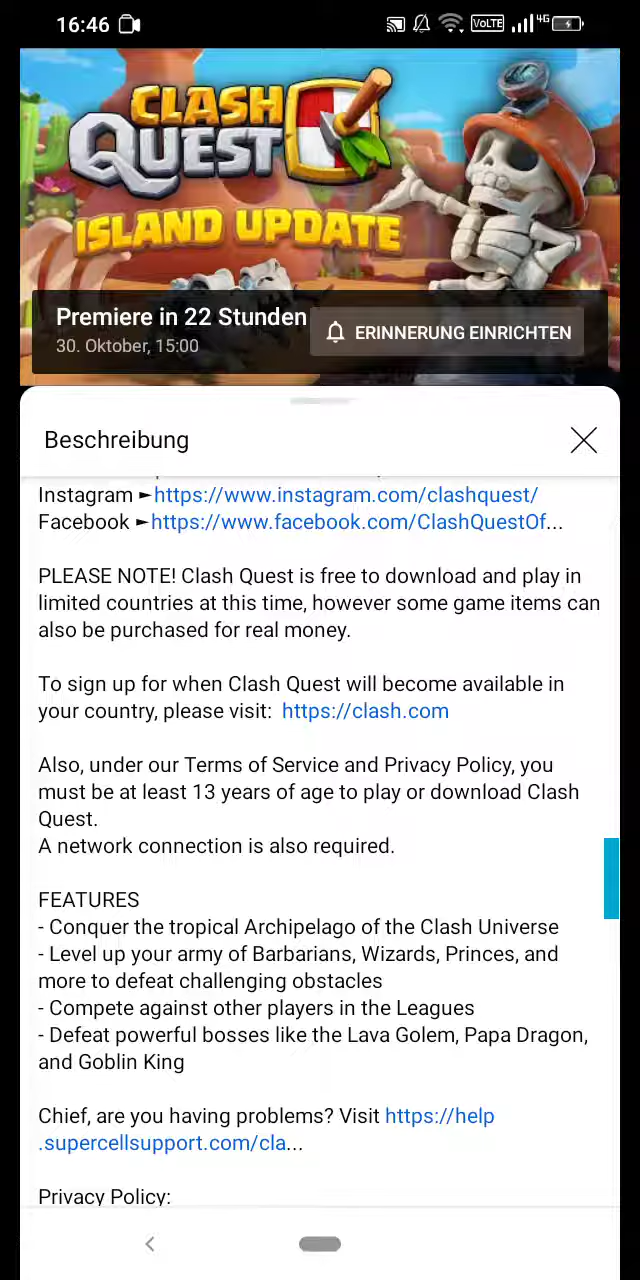 16:46
VoLTE
4G
CLASH
QUEST
ISLAND UPDATE
Premiere in 22 Stunden
30. Oktober, 15:00
ERINNERUNG EINRICHTEN
Beschreibung
Instagram ►https://www.instagram.com/clashquest/
Facebook ►https://www.facebook.com/ClashQuestOf...
PLEASE NOTE! Clash Quest is free to download and play in
limited countries at this time, however some game items can
also be purchased for real money.
To sign up for when Clash Quest will become available in
your country, please visit:  https://clash.com
Also, under our Terms of Service and Privacy Policy, you
must be at least 13 years of age to play or download Clash
Quest.
A network connection is also required.
FEATURES
- Conquer the tropical Archipelago of the Clash Universe
- Level up your army of Barbarians, Wizards, Princes, and
more to defeat challenging obstacles
- Compete against other players in the Leagues
- Defeat powerful bosses like the Lava Golem, Papa Dragon,
and Goblin King
Chief, are you having problems? Visit https://help
.supercellsupport.com/cla...
Privacy Policy: